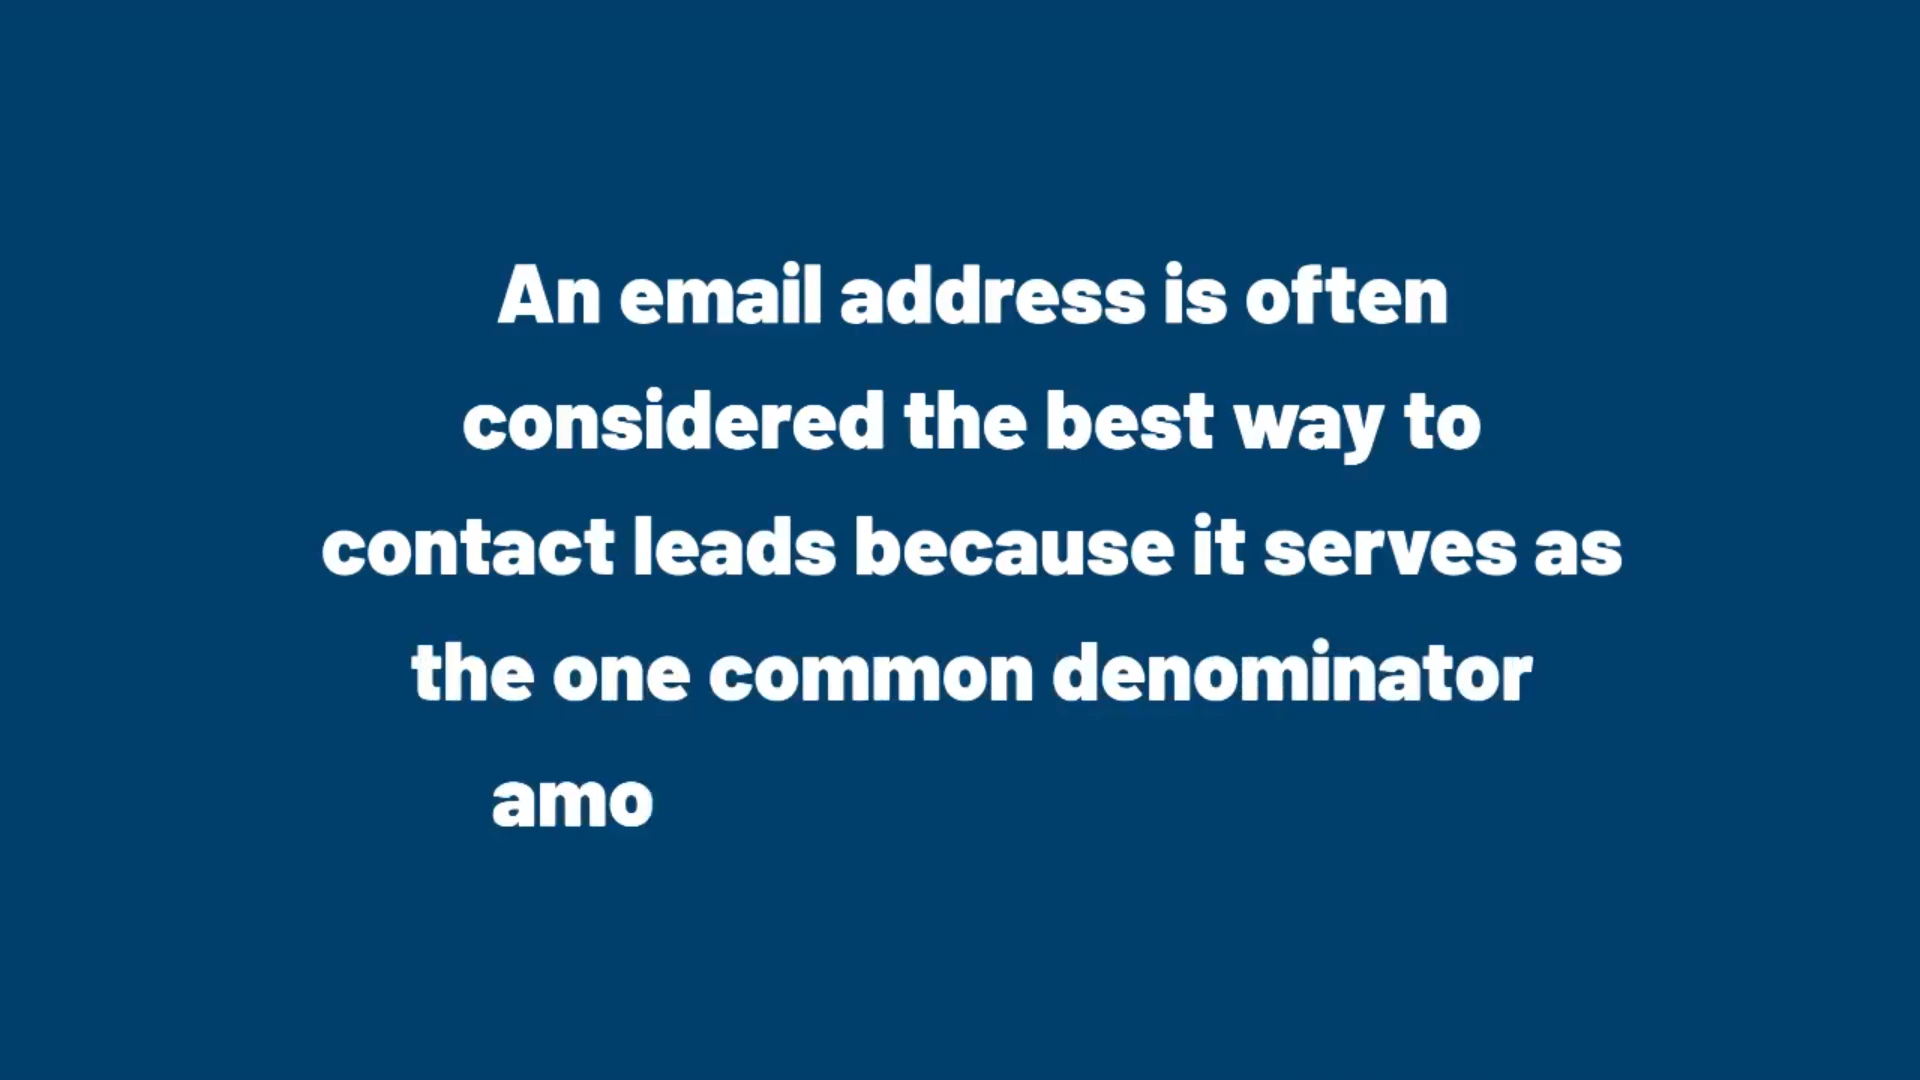 An email address is often
considered the best way to
contact leads because it serves as
the one common denominator
amo